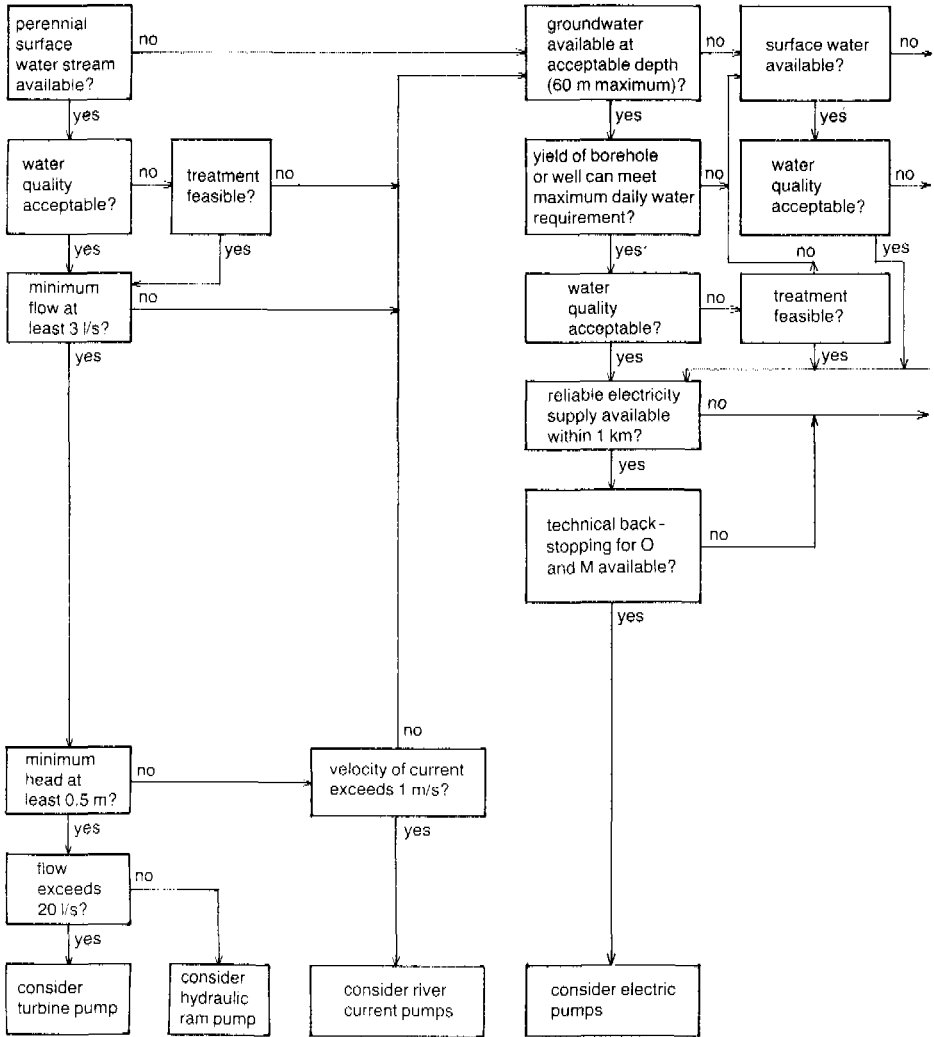 perennial
surface
water stream
available?
no
yes
groundwater
available at
acceptable depth
(60 m maximum)?
no
yes
surface water
available?
no
yes
water
quality
acceptable?
no
yes
treatment
feasible?
no
yes
yield of borehole
or well can meet
maximum daily water
requirement?
no
yes
water
quality
acceptable?
no
yes
minimum
flow at
least 3 l/s?
no
yes
water
quality
acceptable?
no
yes
treatment
feasible?
no
yes
reliable electricity
supply available
within 1 km?
no
yes
technical back-
stopping for O
and M available?
no
yes
minimum
head at
least 0.5 m?
no
yes
velocity of current
exceeds 1 m/s?
no
yes
flow
exceeds
20 l/s?
no
yes
consider
turbine pump
consider
hydraulic
ram pump
consider river
current pumps
consider electric
pumps